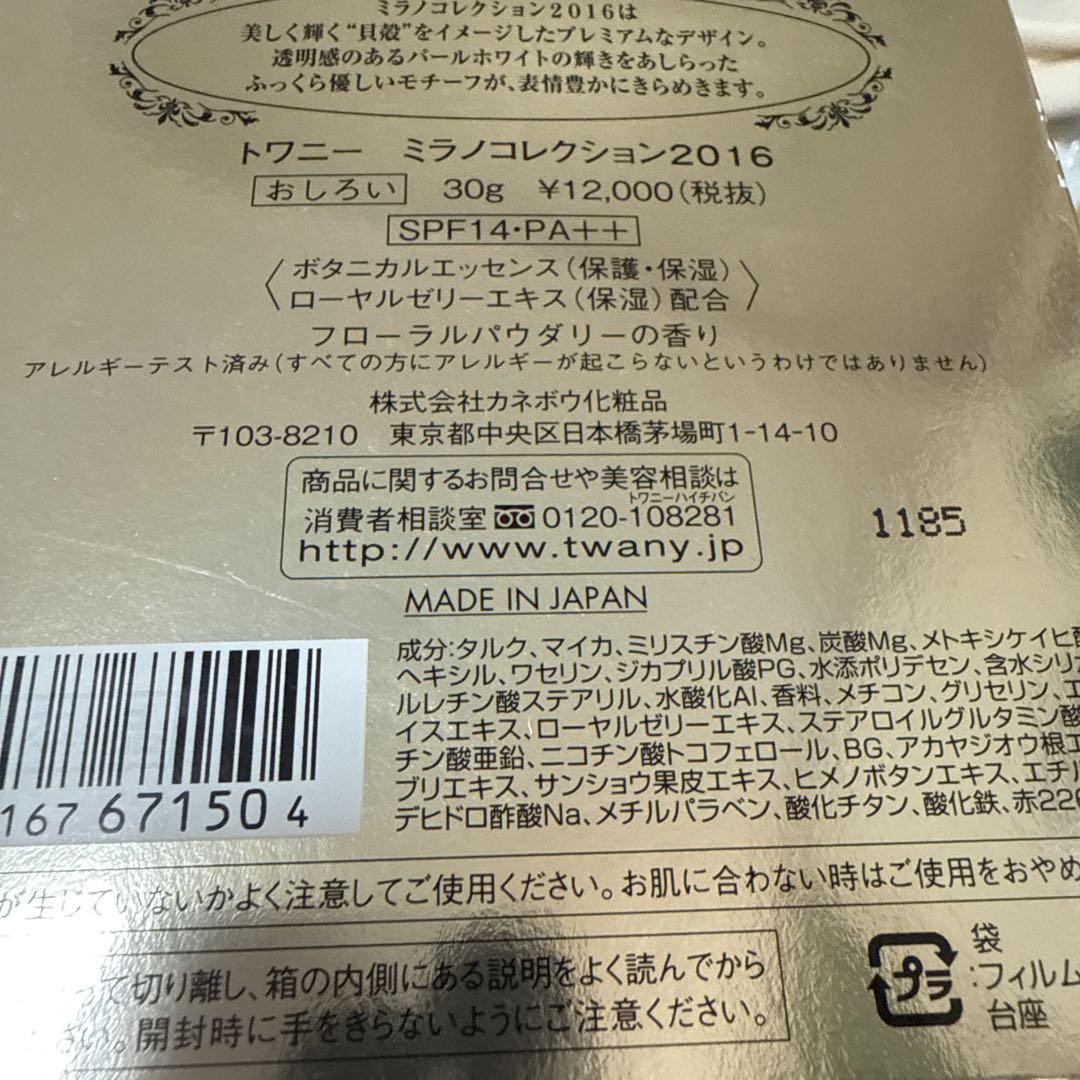 ミラノコレクション2016は
美しく輝く“貝殻”をイメージしたプレミアムなデザイン。
透明感のあるパールホワイトの輝きをあしらった
ふっくら優しいモチーフが、表情豊かにきらめきます。
トワニー ミラノコレクション2016
おしろい 30g ¥12,000(税抜)
SPF14・PA++
ボタニカルエッセンス(保護・保湿)
ローヤルゼリーエキス(保湿)配合
フローラルパウダリーの香り
アレルギーテスト済み(すべての方にアレルギーが起こらないというわけではありません)
株式会社カネボウ化粧品
〒103-8210 東京都中央区日本橋茅場町1-14-10
商品に関するお問合せや美容相談は
トワニーハイチバン
消費者相談室 0120-108281
http://www.twany.jp
1185
MADE IN JAPAN
成分:タルク、マイカ、ミリスチン酸Mg、炭酸Mg、メトキシケイヒ酸
ヘキシル、ワセリン、ジカプリル酸PG、水添ポリデセン、含水シリカ
ルレチン酸ステアリル、水酸化Al、香料、メチコン、グリセリン、エ
イスエキス、ローヤルゼリーエキス、ステアロイルグルタミン酸
チン酸亜鉛、ニコチン酸トコフェロール、BG、アカヤジオウ根エ
ブリエキス、サンショウ果皮エキス、ヒメノボタンエキス、エチル
デヒドロ酢酸Na、メチルパラベン、酸化チタン、酸化鉄、赤226
167 671504
が生じていないかよく注意してご使用ください。お肌に合わない時はご使用をおやめ
って切り離し、箱の内側にある説明をよく読んでから
さい。開封時に手をきらないようにご注意ください。
プラ
袋
:フィルム
台座